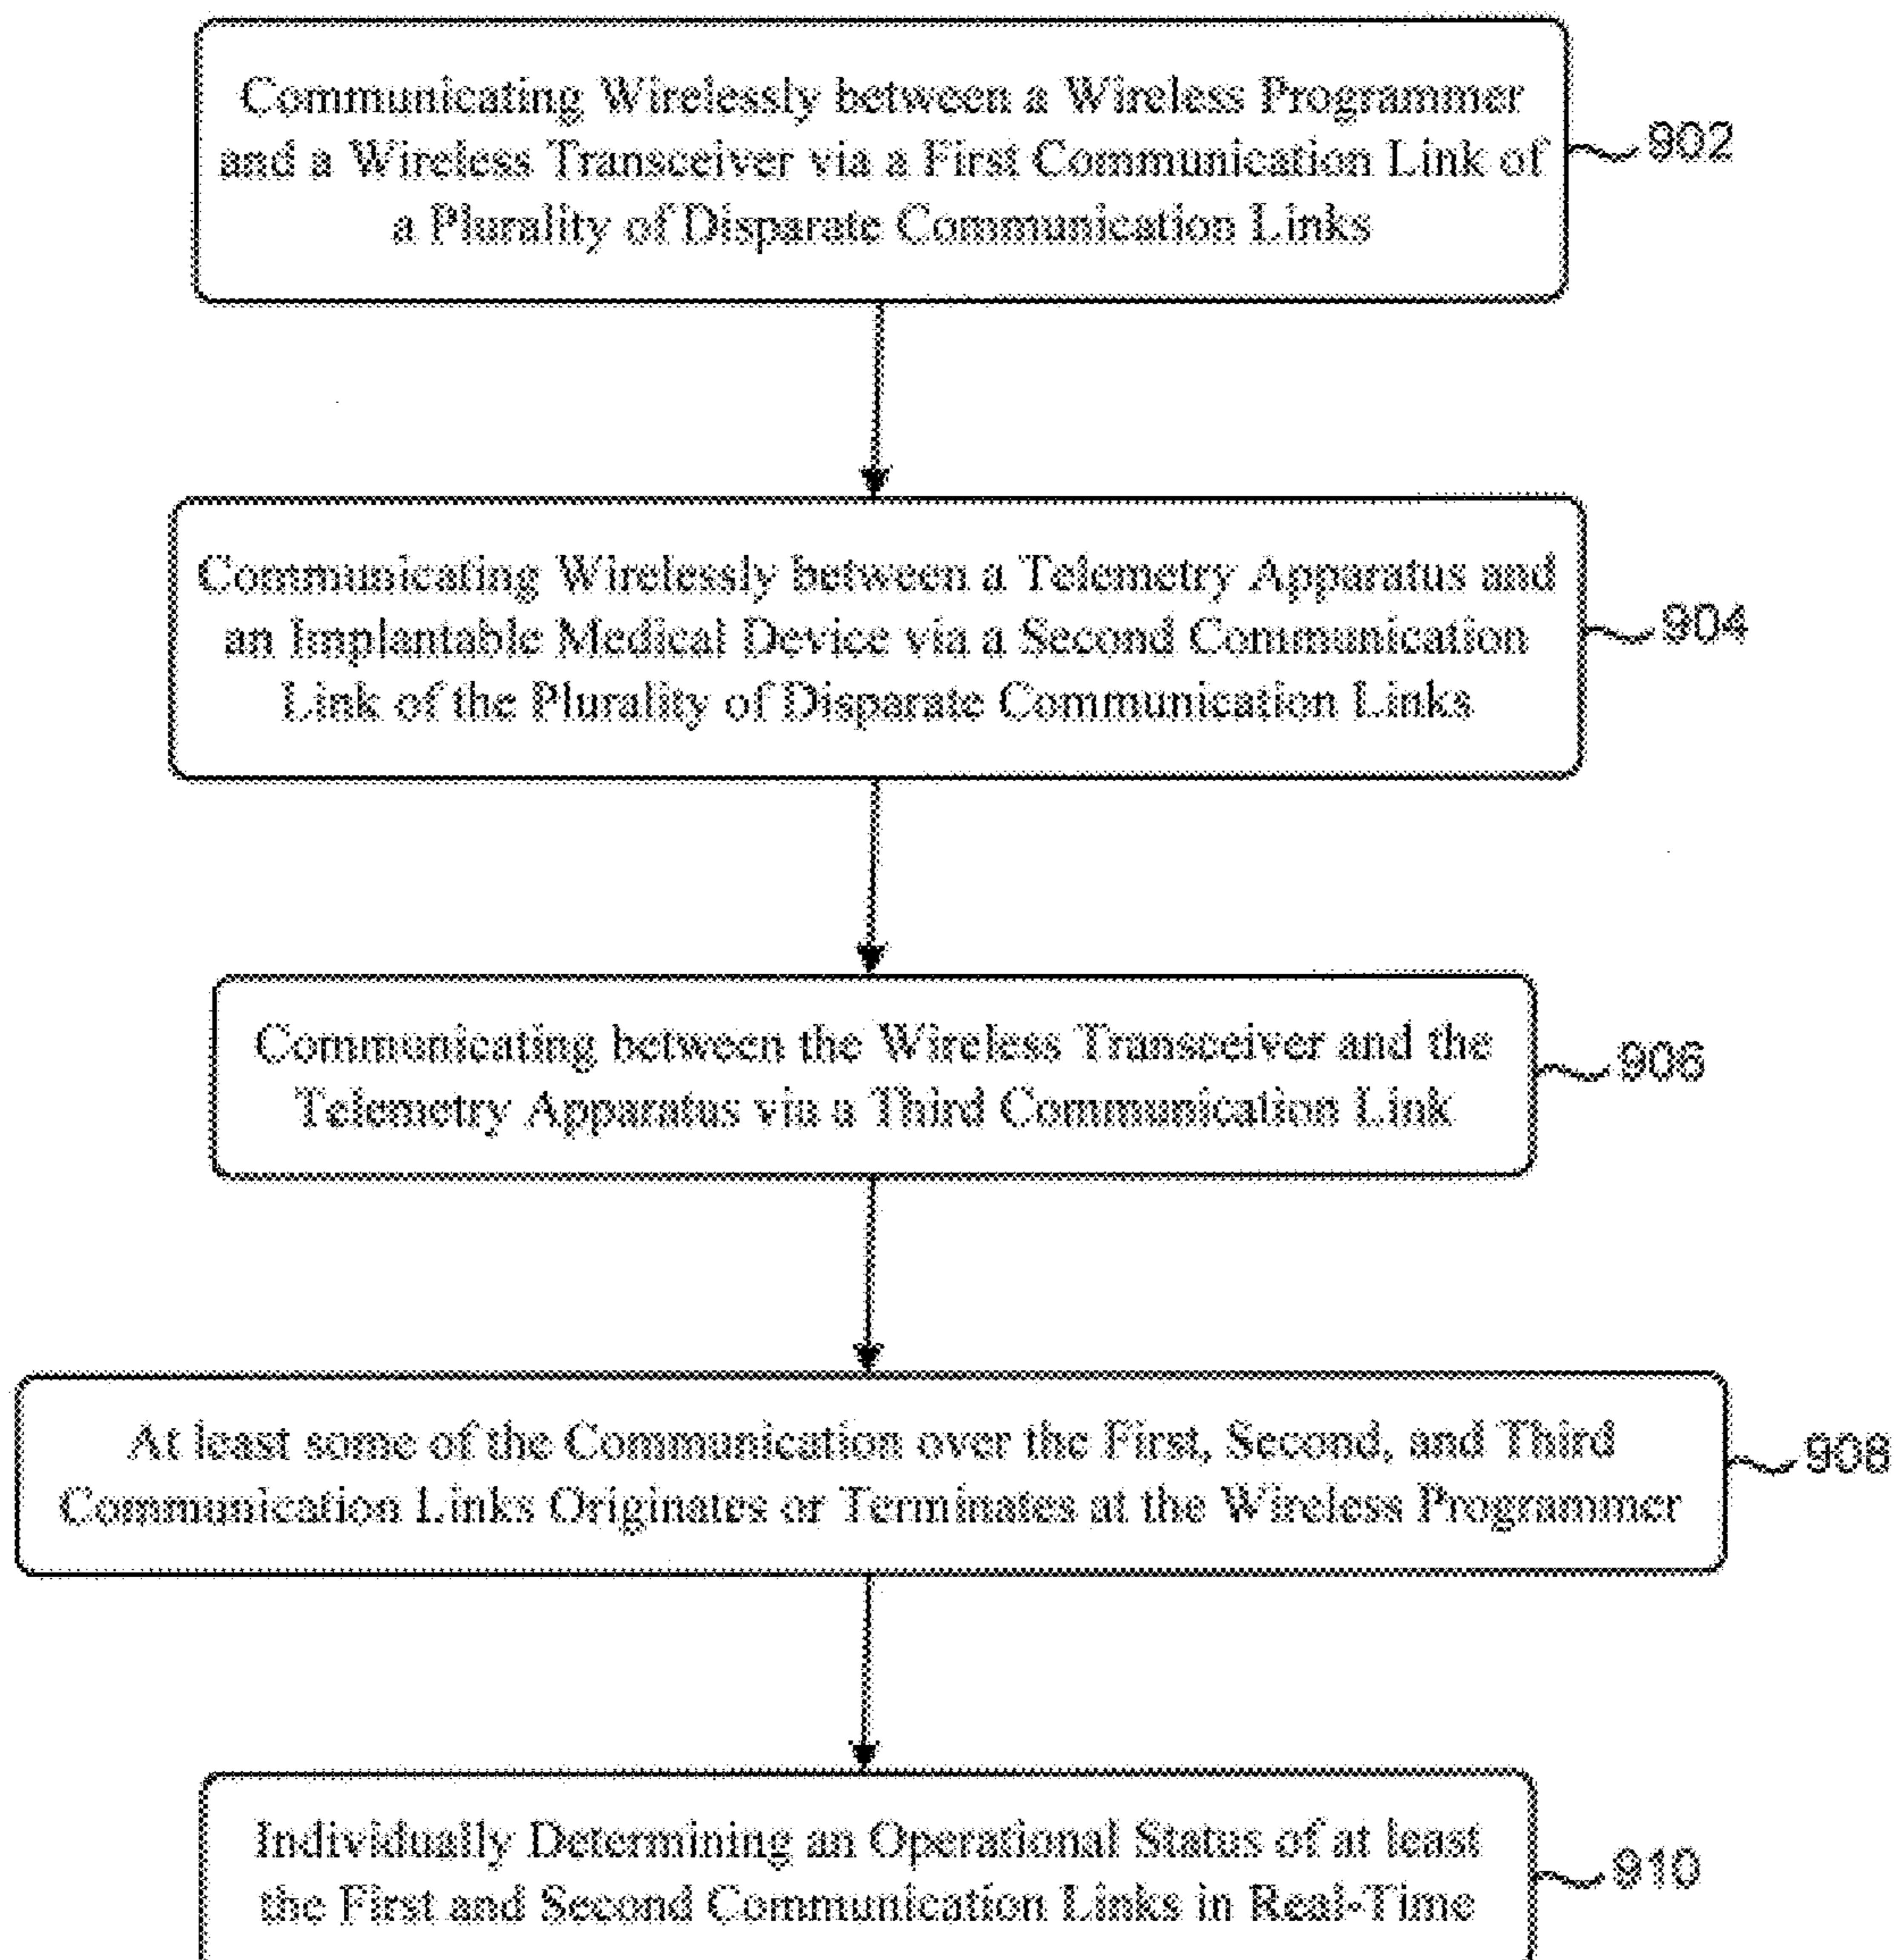 Communicating Wirelessly between a Wireless Programmer
and a Wireless Transceiver via a First Communication Link of
a Plurality of Disparate Communication Links
902
Communicating Wirelessly between a Telemetry Apparatus and
an Implantable Medical Device via a Second Communication
Link of the Plurality of Disparate Communication Links
904
Communicating between the Wireless Transceiver and the
Telemetry Apparatus via a Third Communication Link
906
At least some of the Communication over the First, Second, and Third
Communication Links Originates or Terminates at the Wireless Programmer
908
Individually Determining an Operational Status of at least
the First and Second Communication Links in Real-Time
910